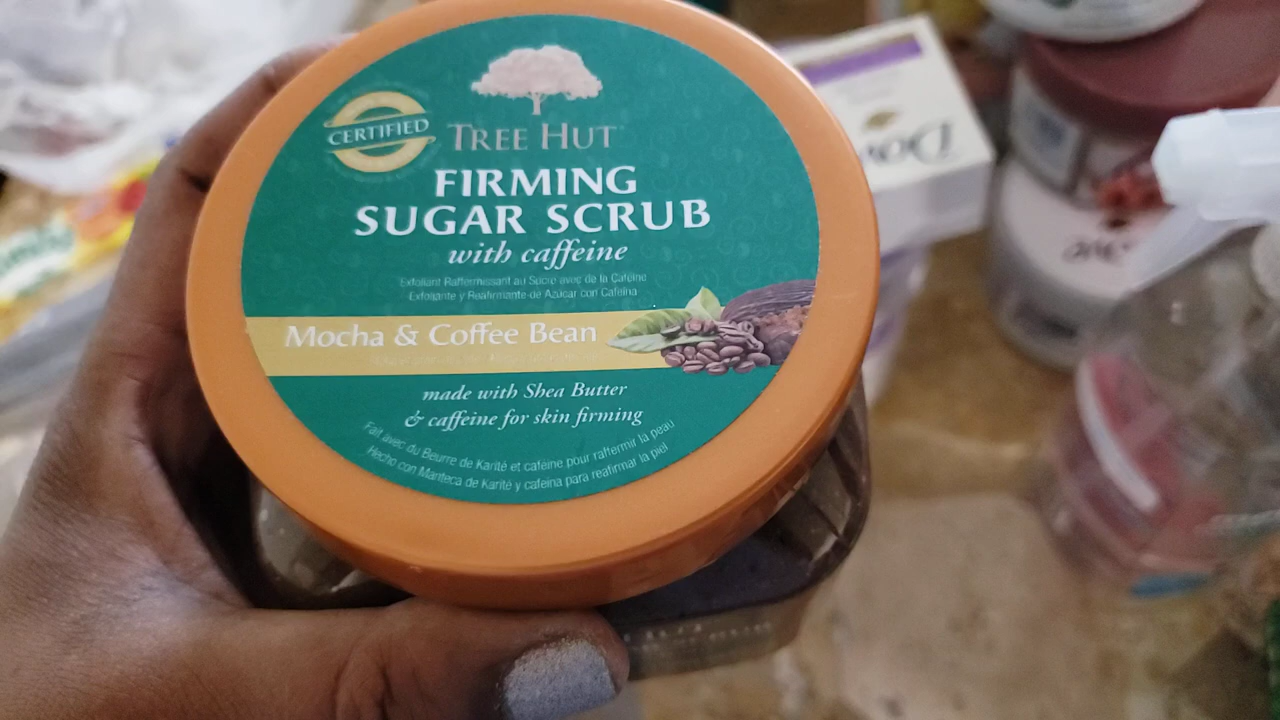 CERTIFIED
TREE HUT
FIRMING
SUGAR SCRUB
with caffeine
Exfoliant Raffermissant au Sucre avec de la Caféine
Exfoliante y Reafirmante de Azúcar con Cafeína
Mocha & Coffee Bean
made with Shea Butter
& caffeine for skin firming
Fait avec du Beurre de Karité et caféine pour raffermir la peau
Hecho con Manteca de Karité y cafeína para reafirmar la piel
Dove